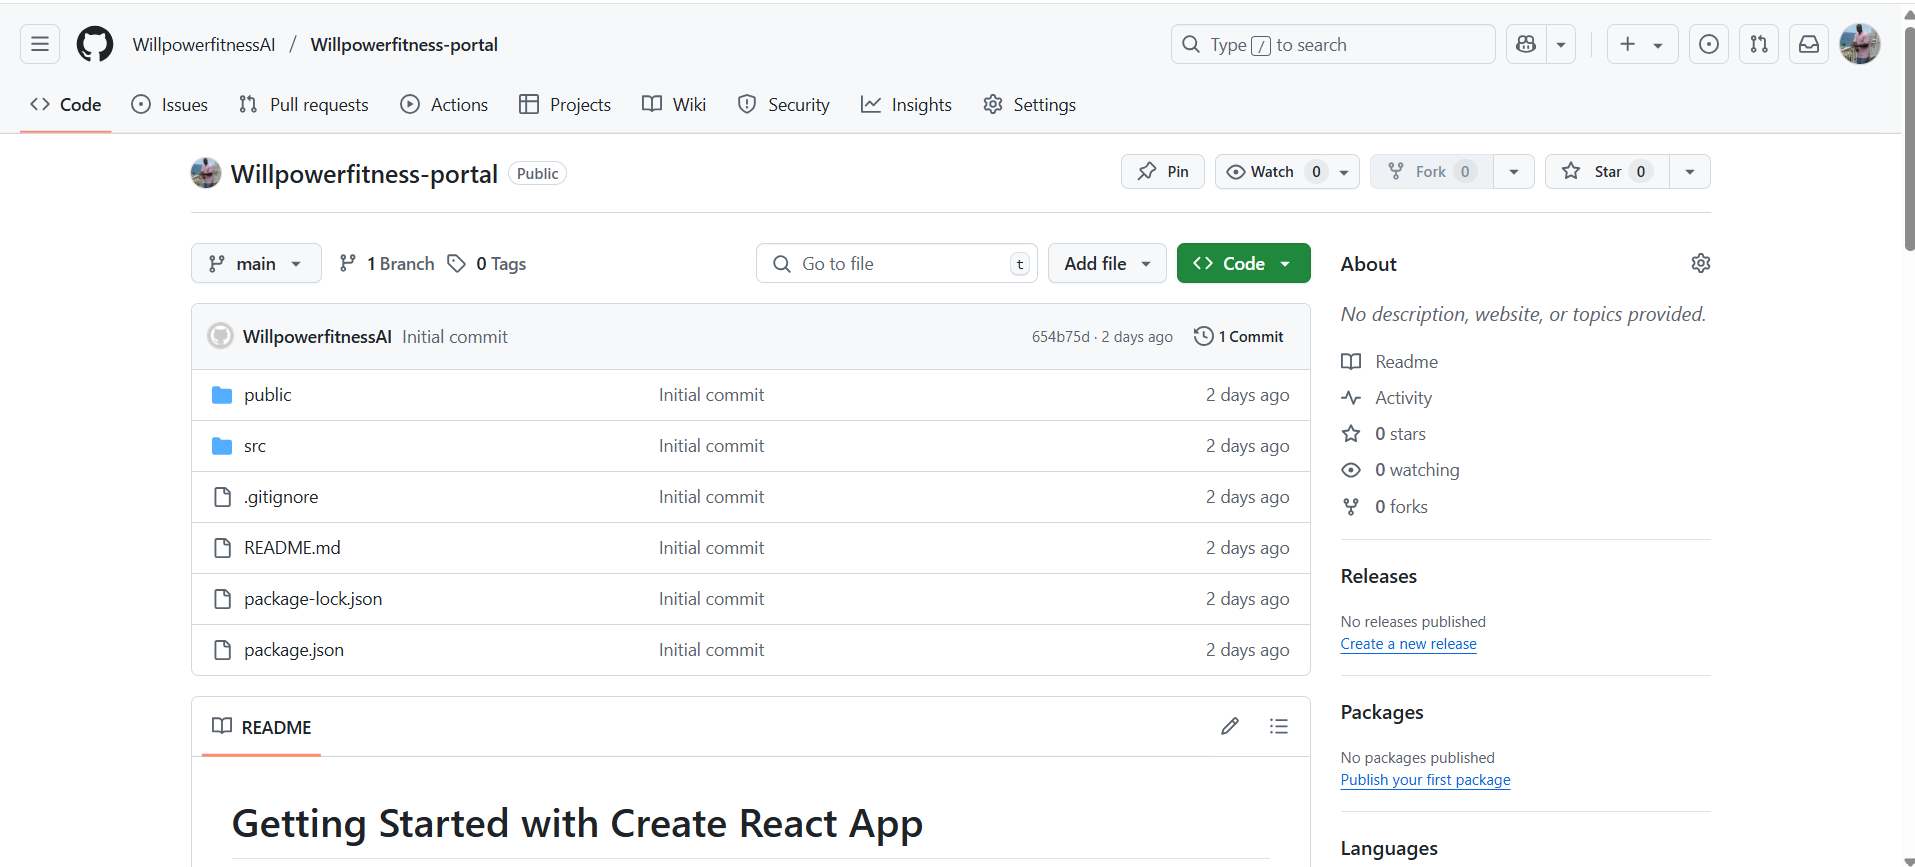 WillpowerfitnessAI / Willpowerfitness-portal
Type / to search
Code Issues Pull requests Actions Projects Wiki Security Insights Settings
Willpowerfitness-portal Public
Pin Watch 0 Fork 0 Star 0
main 1 Branch 0 Tags
Go to file t Add file Code
WillpowerfitnessAI Initial commit 654b75d · 2 days ago 1 Commit
public Initial commit 2 days ago
src Initial commit 2 days ago
.gitignore Initial commit 2 days ago
README.md Initial commit 2 days ago
package-lock.json Initial commit 2 days ago
package.json Initial commit 2 days ago
README
Getting Started with Create React App
About
No description, website, or topics provided.
Readme
Activity
0 stars
0 watching
0 forks
Releases
No releases published
Create a new release
Packages
No packages published
Publish your first package
Languages